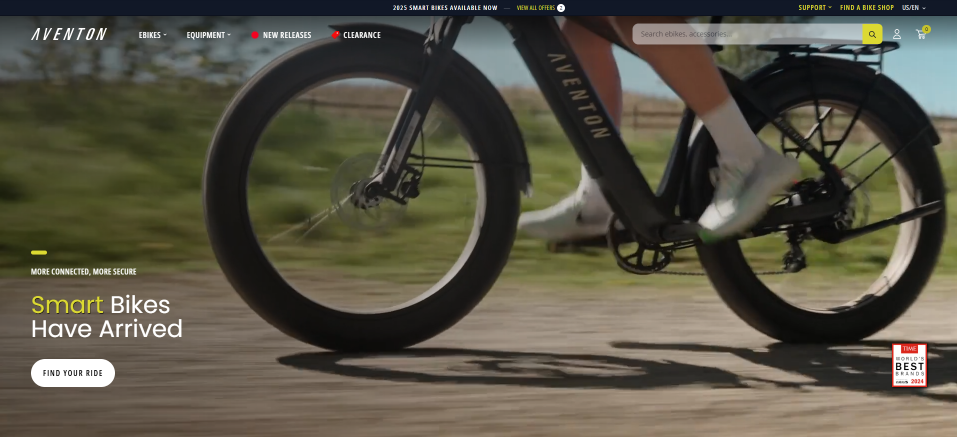 2025 SMART BIKES AVAILABLE NOW — VIEW ALL OFFERS
SUPPORT FIND A BIKE SHOP US/EN
AVENTON EBIKES EQUIPMENT NEW RELEASES CLEARANCE Search ebikes, accessories... 0
AVENTON
MORE CONNECTED, MORE SECURE
Smart Bikes
Have Arrived
FIND YOUR RIDE
TIME
WORLD'S
BEST
BRANDS
2024